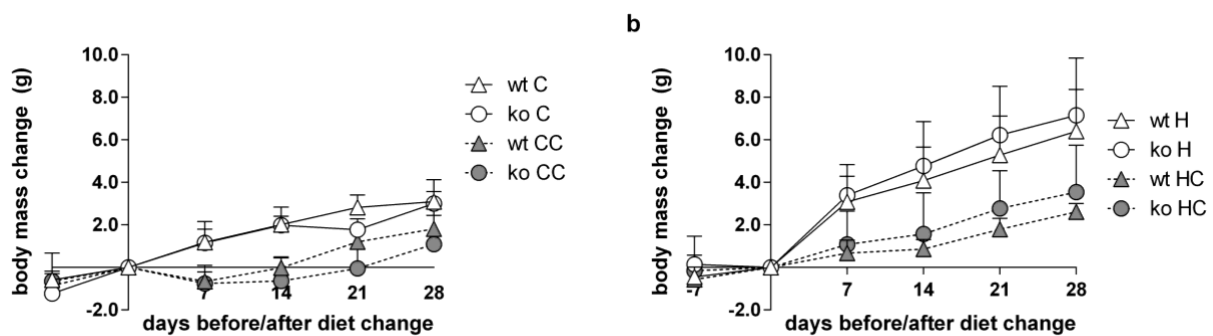 b
10.0
8.0
6.0
4.0
2.0
-2.0
body mass change (g)
7
14
21
28
days before/after diet change
wt C
ko C
wt CC
ko CC
10.0
8.0
6.0
4.0
2.0
-2.0
body mass change (g)
-7
7
14
21
28
days before/after diet change
wt H
ko H
wt HC
ko HC